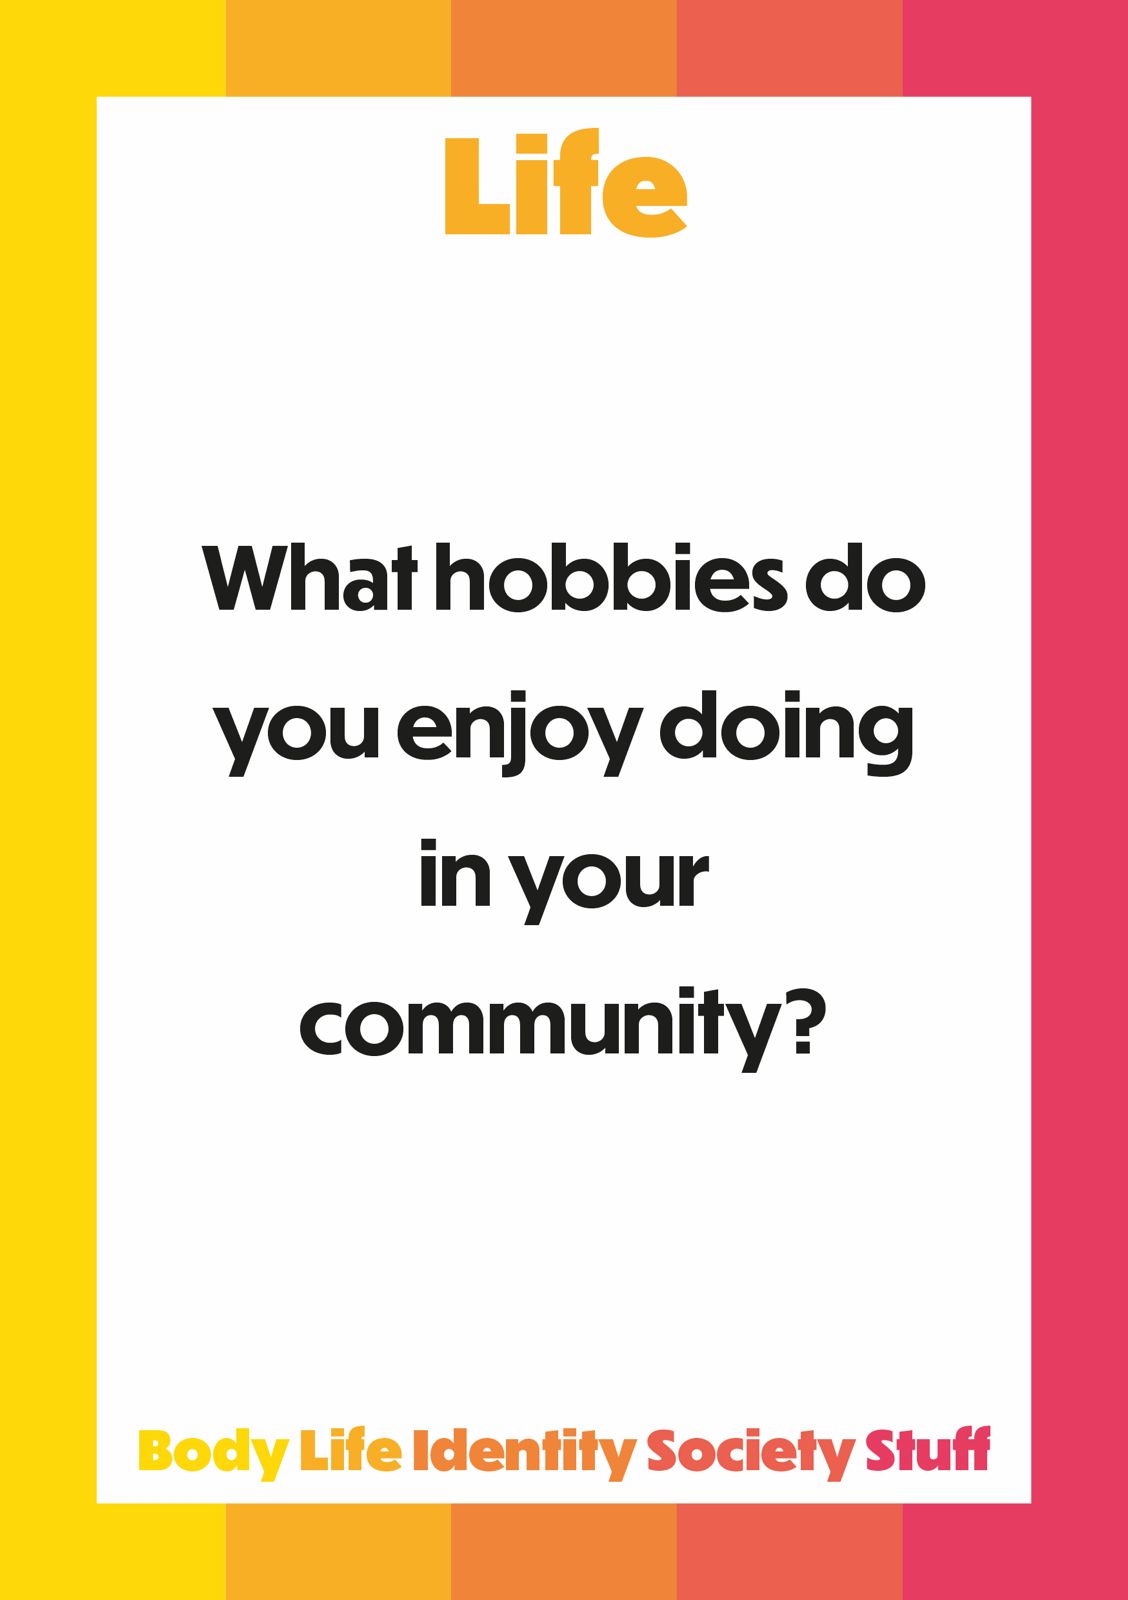 Life
What hobbies do
you enjoy doing
in your
community?
Body Life Identity Society Stuff